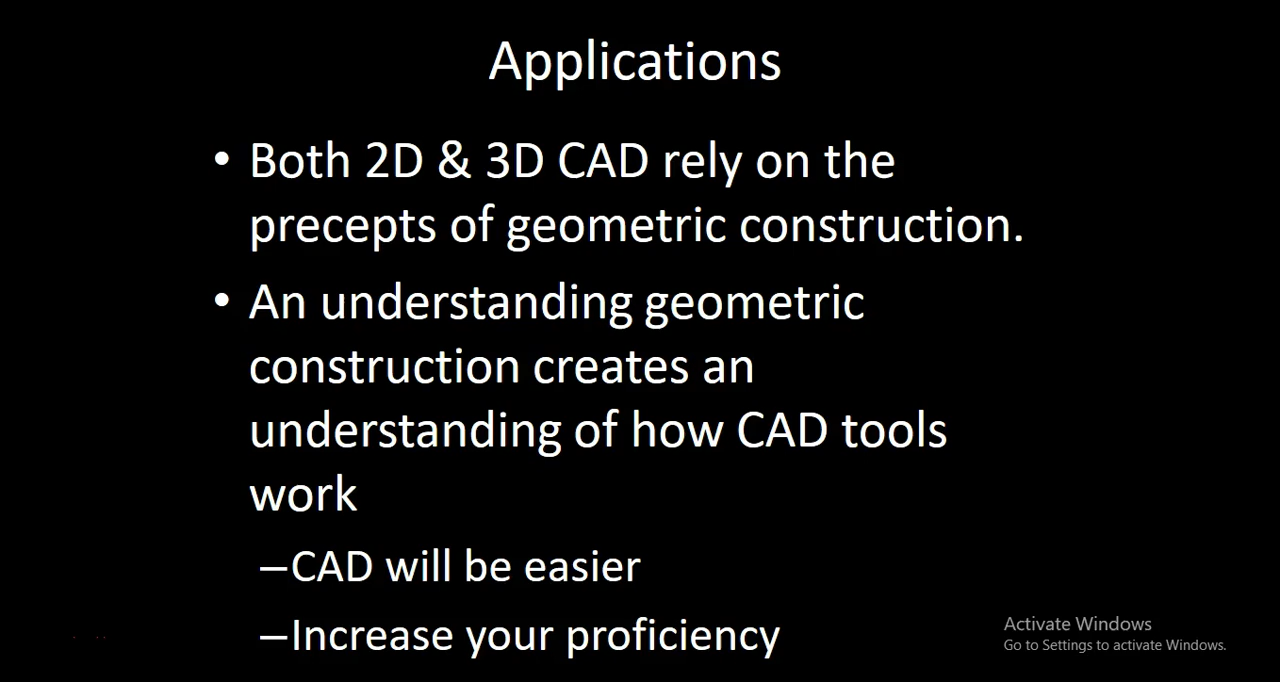 Applications
• Both 2D & 3D CAD rely on the
precepts of geometric construction.
• An understanding geometric
construction creates an
understanding of how CAD tools
work
–CAD will be easier
–Increase your proficiency
Activate Windows
Go to Settings to activate Windows.